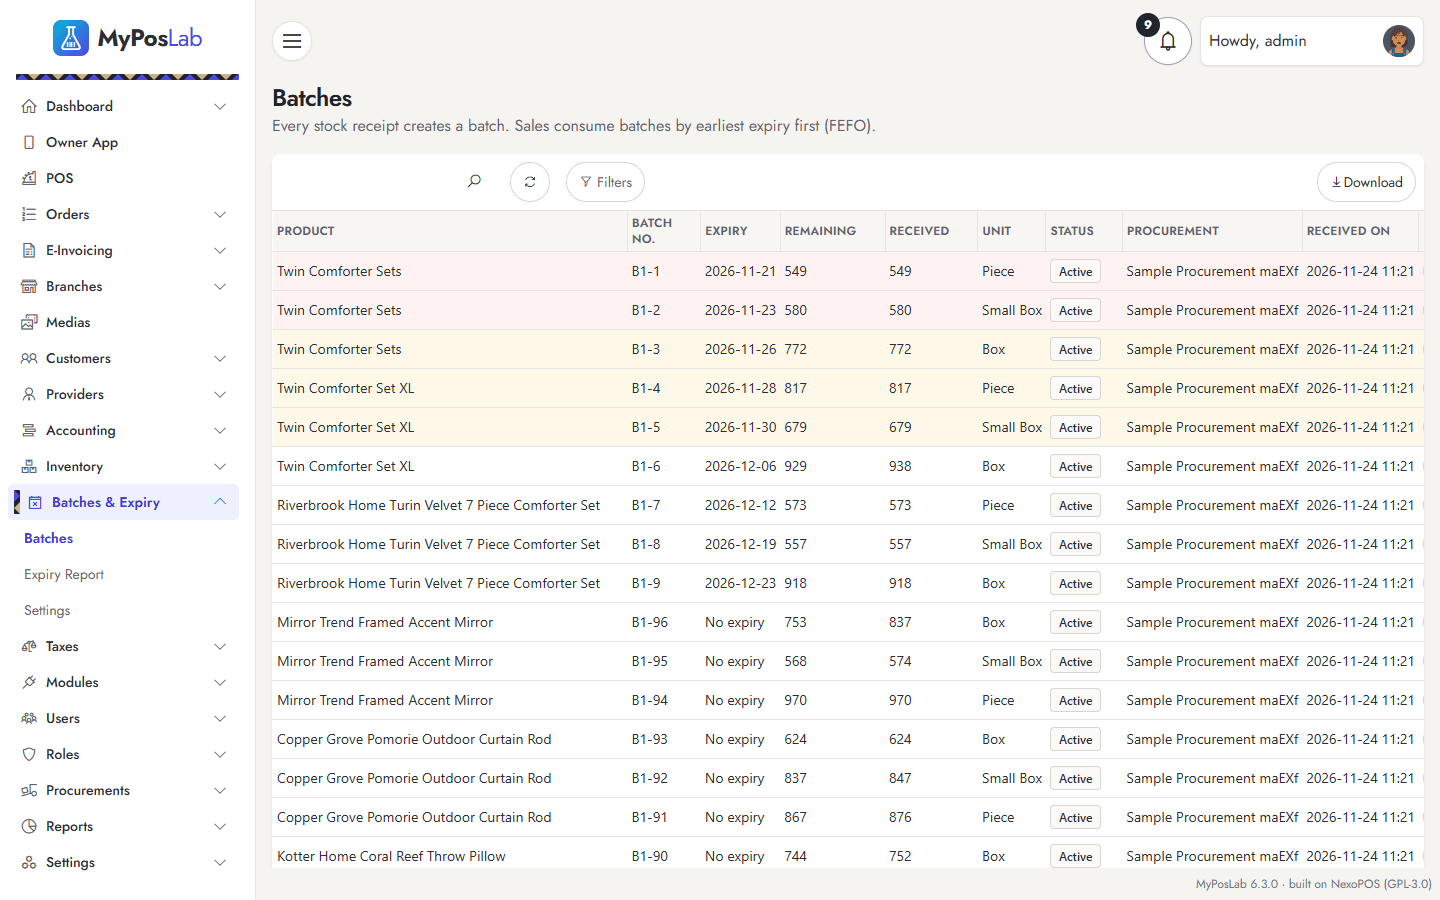 MyPosLab
9
Howdy, admin
Dashboard
Owner App
POS
Orders
E-Invoicing
Branches
Medias
Customers
Providers
Accounting
Inventory
Batches & Expiry
Batches
Expiry Report
Settings
Taxes
Modules
Users
Roles
Procurements
Reports
Settings
Batches
Every stock receipt creates a batch. Sales consume batches by earliest expiry first (FEFO).
Filters
Download
PRODUCT BATCH NO. EXPIRY REMAINING RECEIVED UNIT STATUS PROCUREMENT RECEIVED ON
Twin Comforter Sets B1-1 2026-11-21 549 549 Piece Active Sample Procurement maEXf 2026-11-24 11:21
Twin Comforter Sets B1-2 2026-11-23 580 580 Small Box Active Sample Procurement maEXf 2026-11-24 11:21
Twin Comforter Sets B1-3 2026-11-26 772 772 Box Active Sample Procurement maEXf 2026-11-24 11:21
Twin Comforter Set XL B1-4 2026-11-28 817 817 Piece Active Sample Procurement maEXf 2026-11-24 11:21
Twin Comforter Set XL B1-5 2026-11-30 679 679 Small Box Active Sample Procurement maEXf 2026-11-24 11:21
Twin Comforter Set XL B1-6 2026-12-06 929 938 Box Active Sample Procurement maEXf 2026-11-24 11:21
Riverbrook Home Turin Velvet 7 Piece Comforter Set B1-7 2026-12-12 573 573 Piece Active Sample Procurement maEXf 2026-11-24 11:21
Riverbrook Home Turin Velvet 7 Piece Comforter Set B1-8 2026-12-19 557 557 Small Box Active Sample Procurement maEXf 2026-11-24 11:21
Riverbrook Home Turin Velvet 7 Piece Comforter Set B1-9 2026-12-23 918 918 Box Active Sample Procurement maEXf 2026-11-24 11:21
Mirror Trend Framed Accent Mirror B1-96 No expiry 753 837 Box Active Sample Procurement maEXf 2026-11-24 11:21
Mirror Trend Framed Accent Mirror B1-95 No expiry 568 574 Small Box Active Sample Procurement maEXf 2026-11-24 11:21
Mirror Trend Framed Accent Mirror B1-94 No expiry 970 970 Piece Active Sample Procurement maEXf 2026-11-24 11:21
Copper Grove Pomorie Outdoor Curtain Rod B1-93 No expiry 624 624 Box Active Sample Procurement maEXf 2026-11-24 11:21
Copper Grove Pomorie Outdoor Curtain Rod B1-92 No expiry 837 847 Small Box Active Sample Procurement maEXf 2026-11-24 11:21
Copper Grove Pomorie Outdoor Curtain Rod B1-91 No expiry 867 876 Piece Active Sample Procurement maEXf 2026-11-24 11:21
Kotter Home Coral Reef Throw Pillow B1-90 No expiry 744 752 Box Active Sample Procurement maEXf 2026-11-24 11:21
MyPosLab 6.3.0 · built on NexoPOS (GPL-3.0)